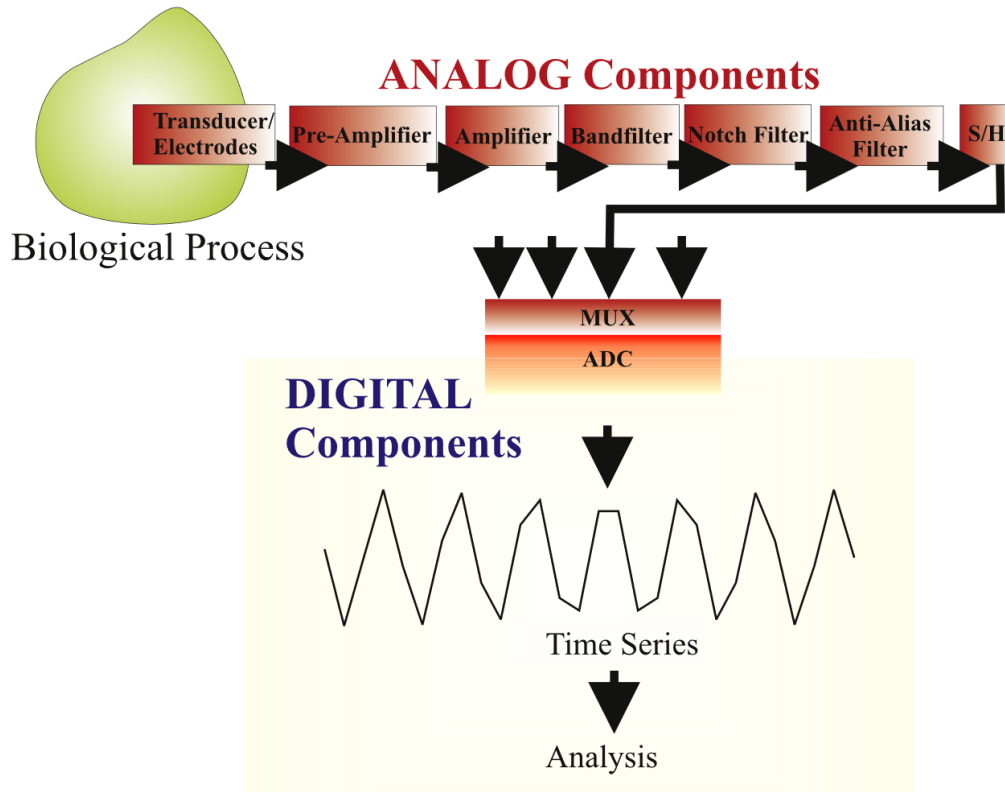 ANALOG Components
Transducer/
Electrodes
Pre-Amplifier
Amplifier
Bandfilter
Notch Filter
Anti-Alias
Filter
S/H
Biological Process
MUX
ADC
DIGITAL
Components
Time Series
Analysis